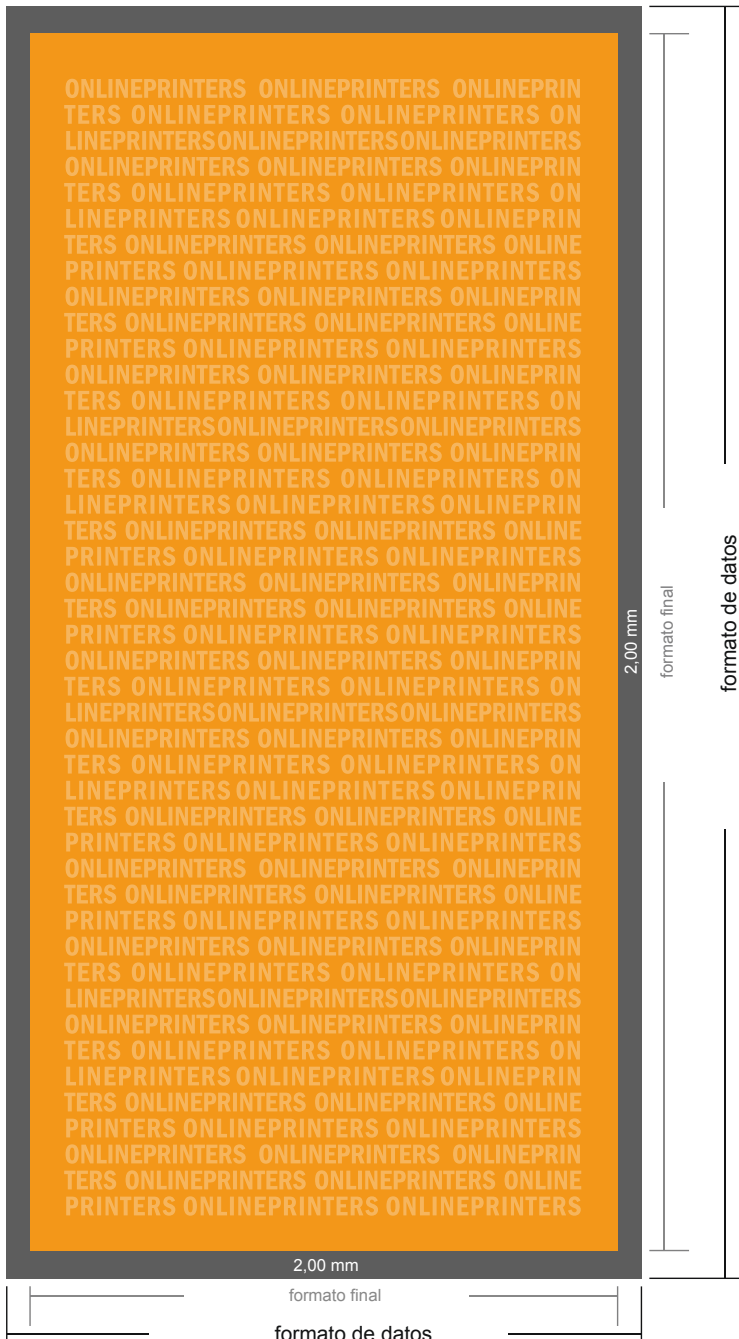 ONLINEPRINTERS ONLINEPRINTERS ONLINEPRIN
TERS ONLINEPRINTERS ONLINEPRINTERS ON
LINEPRINTERSONLINEPRINTERSONLINEPRINTERS
ONLINEPRINTERS ONLINEPRINTERS ONLINEPRIN
TERS ONLINEPRINTERS ONLINEPRINTERS ON
LINEPRINTERS ONLINEPRINTERS ONLINEPRIN
TERS ONLINEPRINTERS ONLINEPRINTERS ONLINE
PRINTERS ONLINEPRINTERS ONLINEPRINTERS
ONLINEPRINTERS ONLINEPRINTERS ONLINEPRIN
TERS ONLINEPRINTERS ONLINEPRINTERS ONLINE
PRINTERS ONLINEPRINTERS ONLINEPRINTERS
ONLINEPRINTERS ONLINEPRINTERS ONLINEPRIN
TERS ONLINEPRINTERS ONLINEPRINTERS ON
LINEPRINTERSONLINEPRINTERSONLINEPRINTERS
ONLINEPRINTERS ONLINEPRINTERS ONLINEPRIN
TERS ONLINEPRINTERS ONLINEPRINTERS ON
LINEPRINTERS ONLINEPRINTERS ONLINEPRIN
TERS ONLINEPRINTERS ONLINEPRINTERS ONLINE
PRINTERS ONLINEPRINTERS ONLINEPRINTERS
ONLINEPRINTERS ONLINEPRINTERS ONLINEPRIN
TERS ONLINEPRINTERS ONLINEPRINTERS ONLINE
PRINTERS ONLINEPRINTERS ONLINEPRINTERS
ONLINEPRINTERS ONLINEPRINTERS ONLINEPRIN
TERS ONLINEPRINTERS ONLINEPRINTERS ON
LINEPRINTERSONLINEPRINTERSONLINEPRINTERS
ONLINEPRINTERS ONLINEPRINTERS ONLINEPRIN
TERS ONLINEPRINTERS ONLINEPRINTERS ON
LINEPRINTERS ONLINEPRINTERS ONLINEPRIN
TERS ONLINEPRINTERS ONLINEPRINTERS ONLINE
PRINTERS ONLINEPRINTERS ONLINEPRINTERS
ONLINEPRINTERS ONLINEPRINTERS ONLINEPRIN
TERS ONLINEPRINTERS ONLINEPRINTERS ONLINE
PRINTERS ONLINEPRINTERS ONLINEPRINTERS
ONLINEPRINTERS ONLINEPRINTERS ONLINEPRIN
TERS ONLINEPRINTERS ONLINEPRINTERS ON
LINEPRINTERSONLINEPRINTERSONLINEPRINTERS
ONLINEPRINTERS ONLINEPRINTERS ONLINEPRIN
TERS ONLINEPRINTERS ONLINEPRINTERS ON
LINEPRINTERS ONLINEPRINTERS ONLINEPRIN
TERS ONLINEPRINTERS ONLINEPRINTERS ONLINE
PRINTERS ONLINEPRINTERS ONLINEPRINTERS
ONLINEPRINTERS ONLINEPRINTERS ONLINEPRIN
TERS ONLINEPRINTERS ONLINEPRINTERS ONLINE
PRINTERS ONLINEPRINTERS ONLINEPRINTERS
2,00 mm
formato final
formato de datos
2,00 mm
formato final
formato de datos